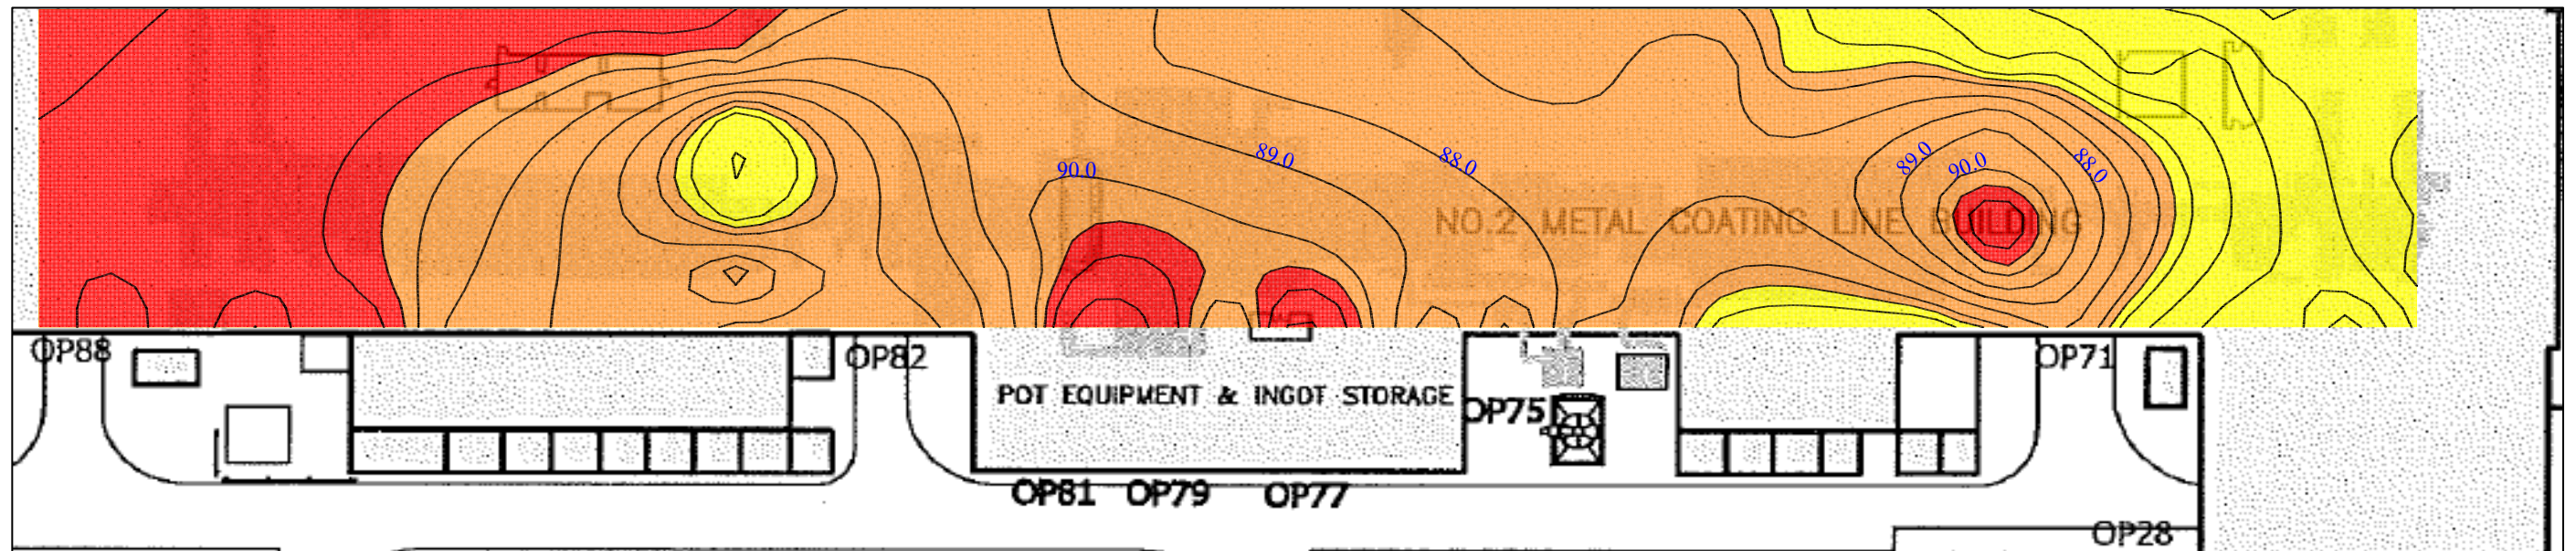 90.0
89.0
88.0
89.0
90.0
88.0
NO.2 METAL COATING LINE BUILDING
OP88
OP82
OP71
POT EQUIPMENT & INGOT STORAGE
OP75
OP81 OP79 OP77
OP28